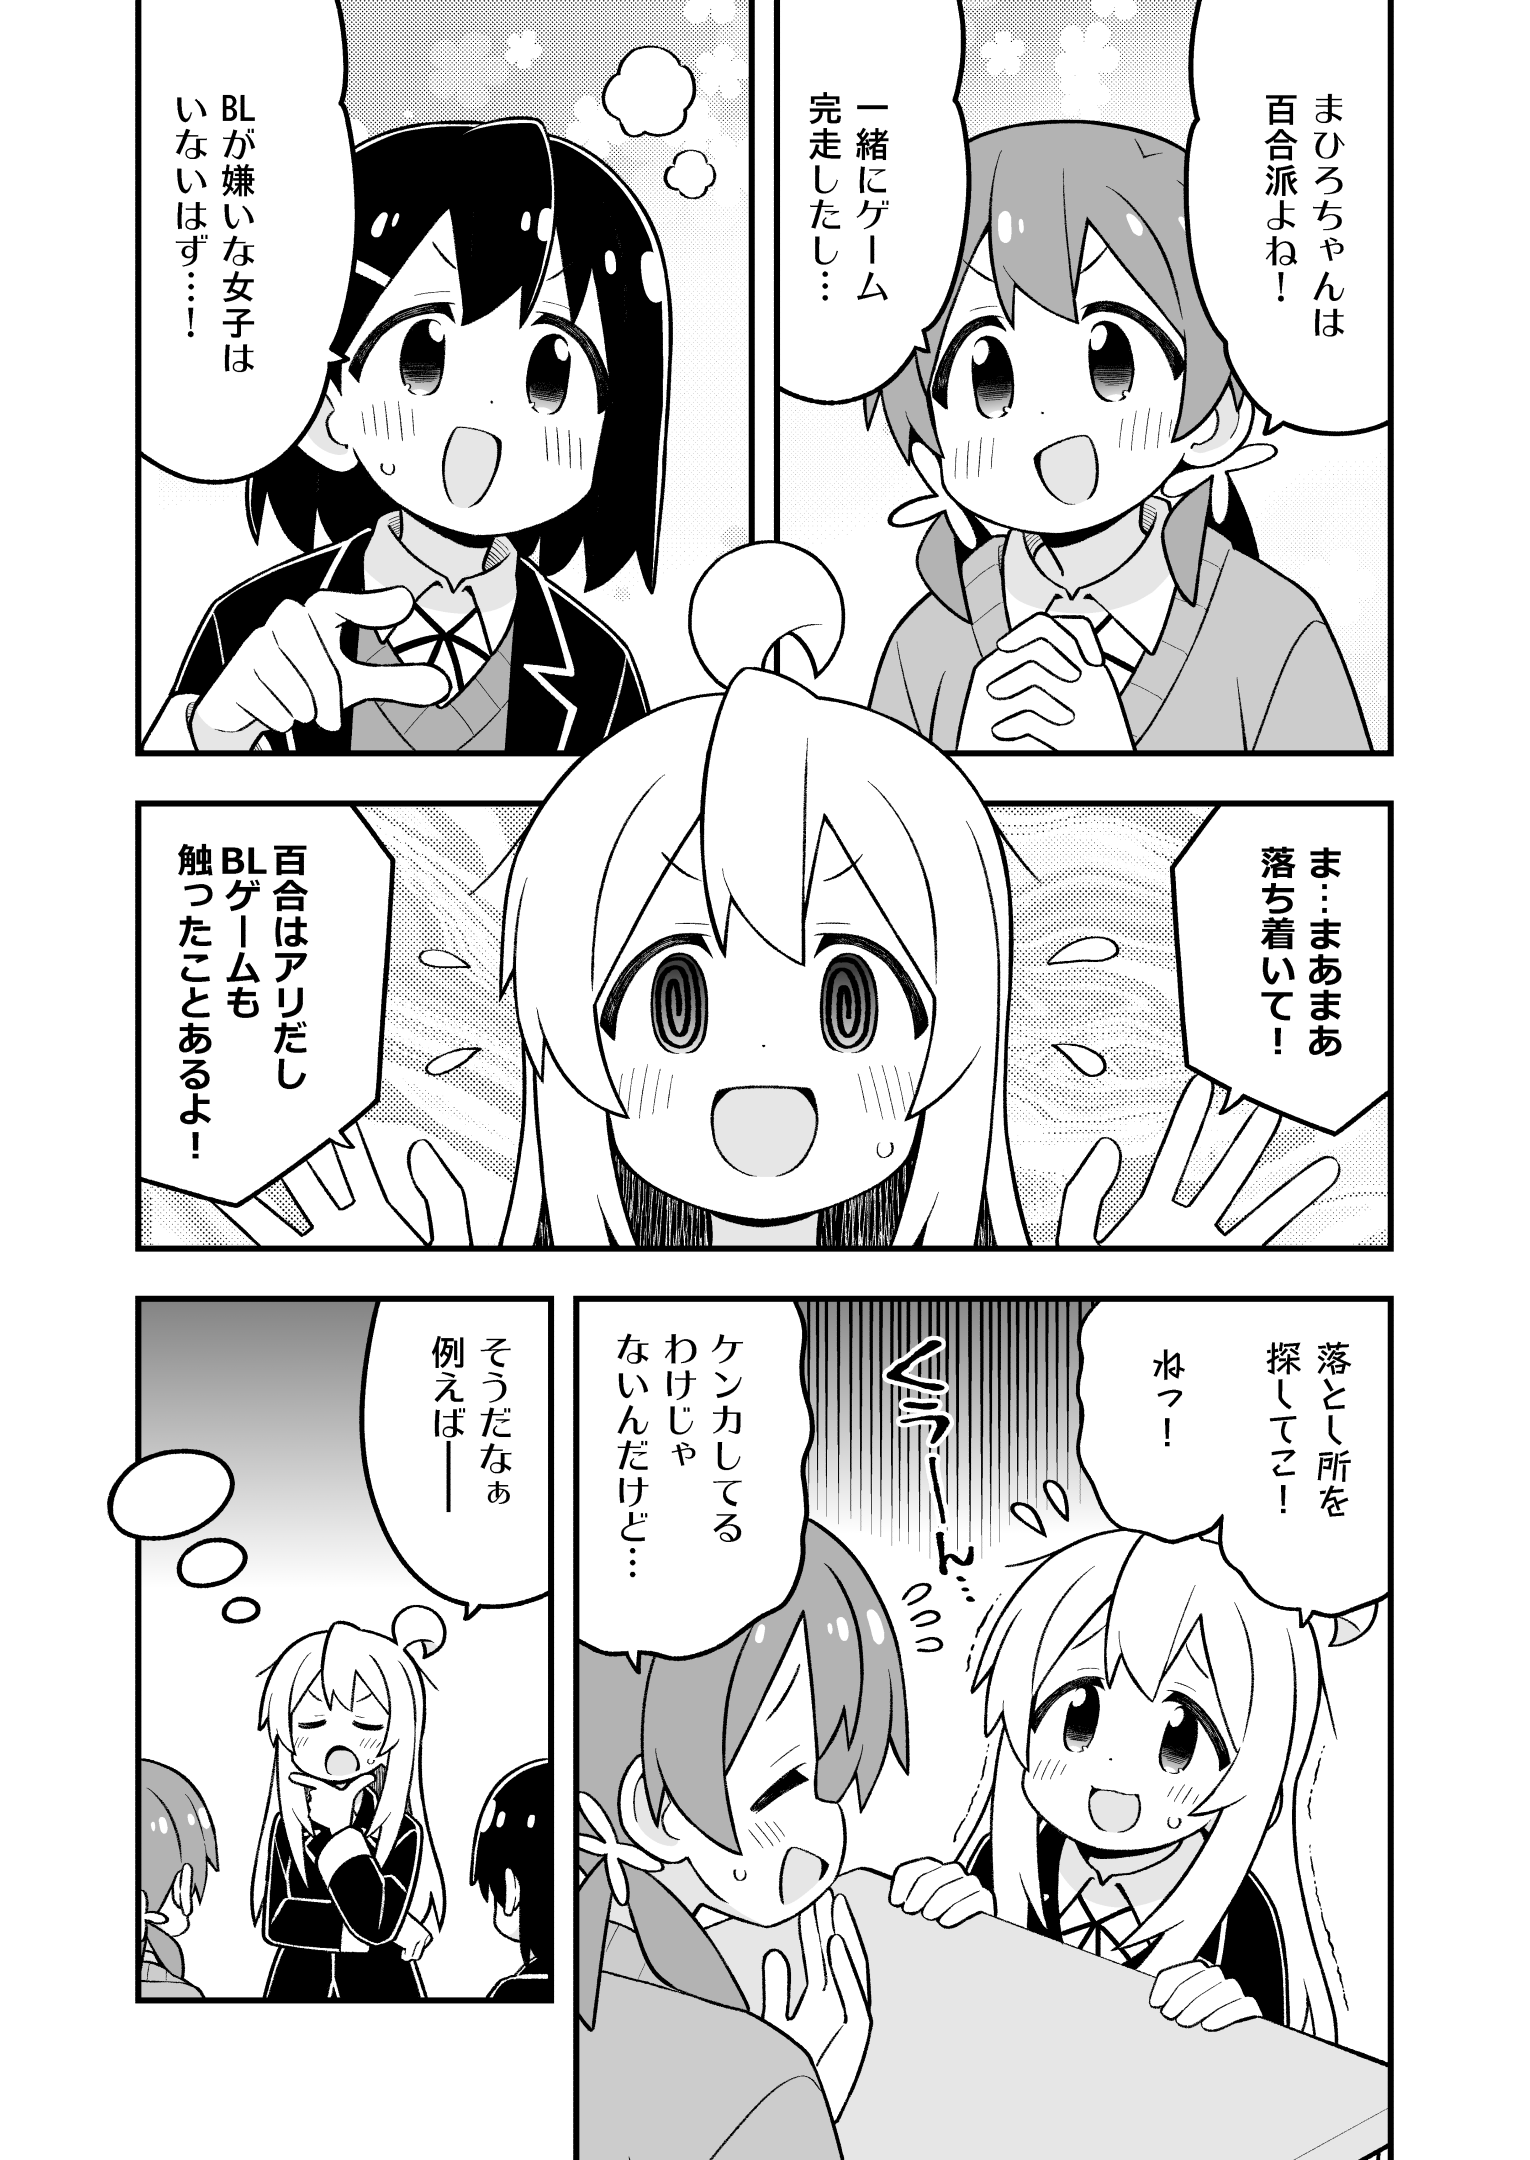 まひろちゃんは
百合派よね！
一緒にゲーム
完走したし…
BLが嫌いな女子は
いないはず…！
ま…まあまあ
落ち着いて！
百合はアリだし
BLゲームも
触ったことあるよ！
落とし所を
探してこ！
ねっ！
くうーーん…
ケンカしてる
わけじゃ
ないんだけど…
そうだなぁ
例えば――